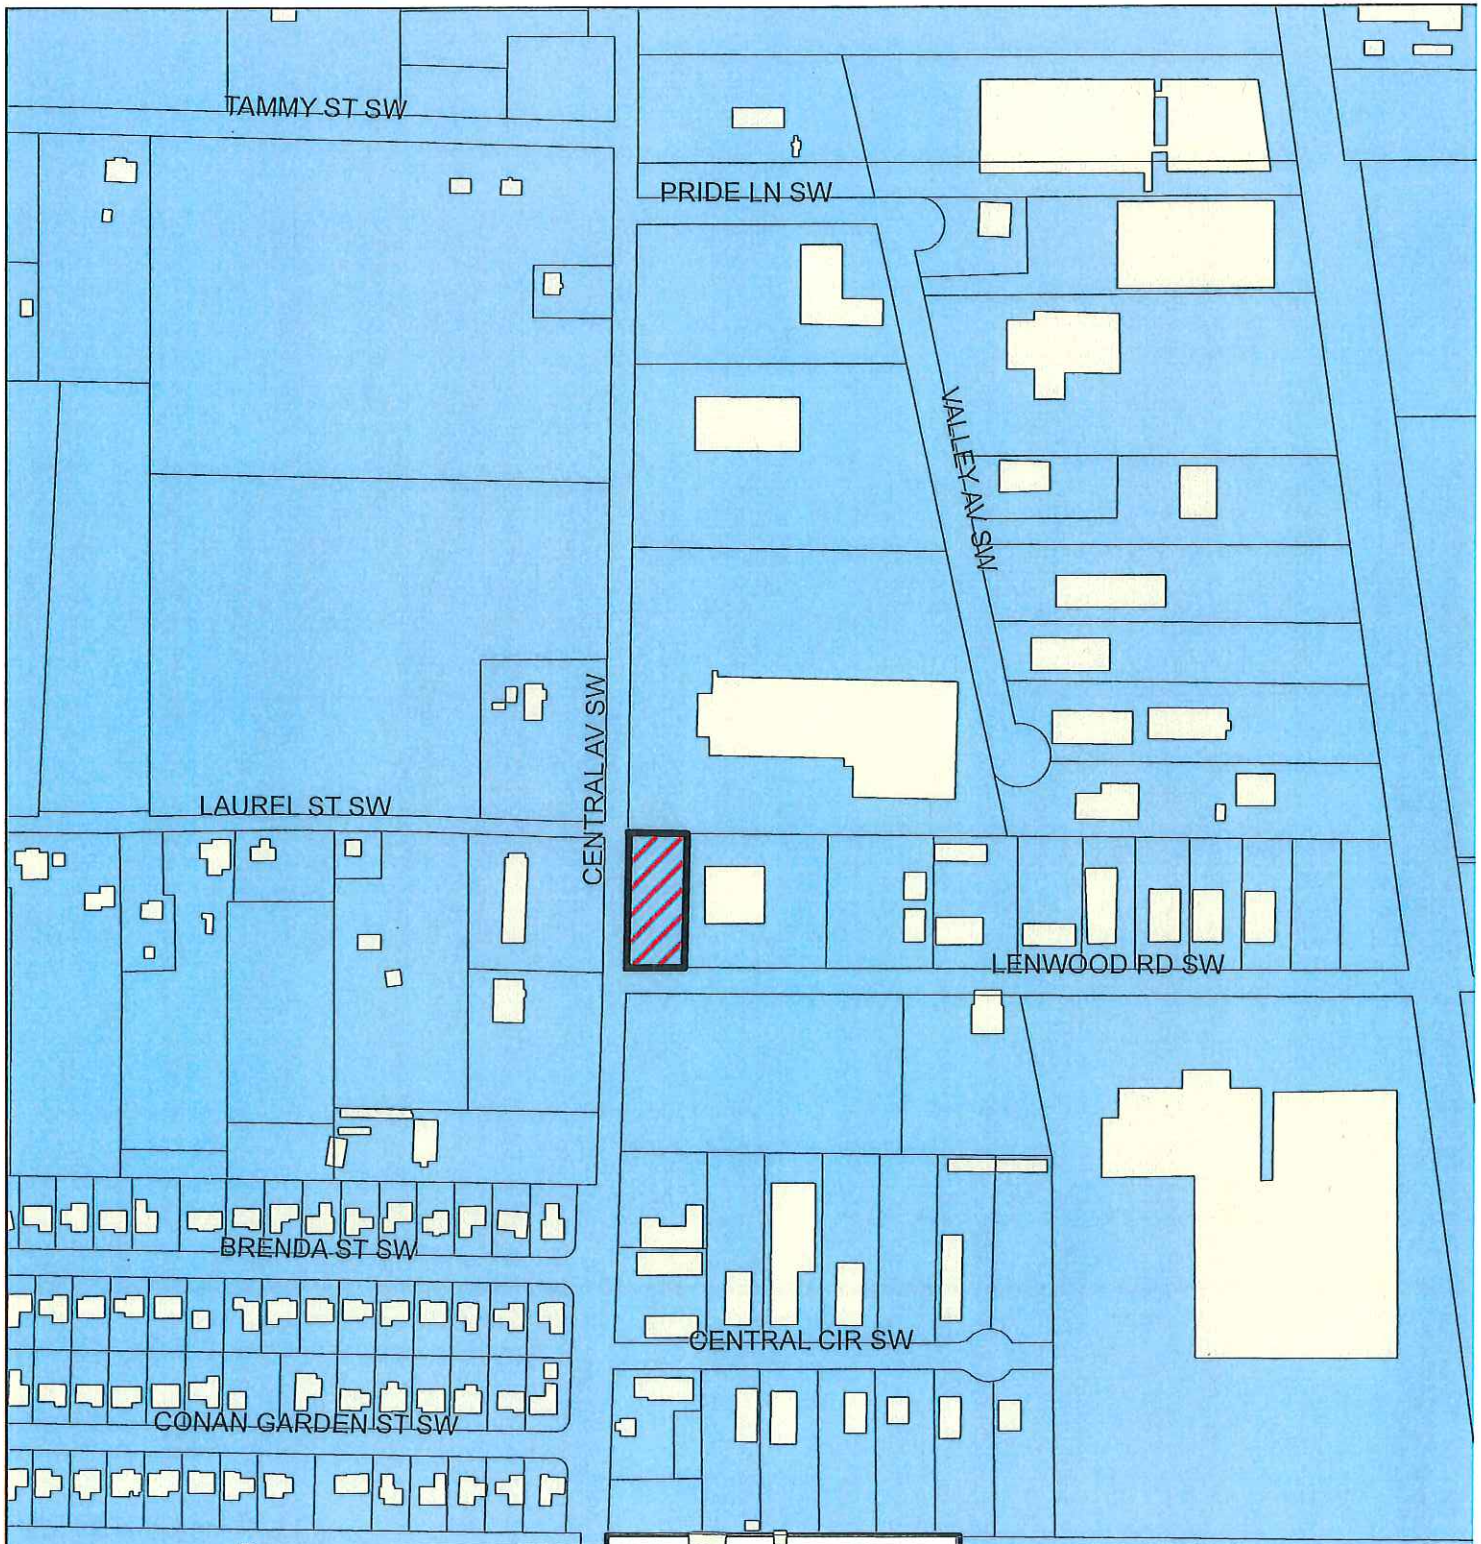 TAMMY ST SW
PRIDE LN SW
VALLEY AV SW
CENTRAL AV SW
LAUREL ST SW
LENWOOD RD SW
BRENDA ST SW
CENTRAL CIR SW
CONAN GARDEN ST SW